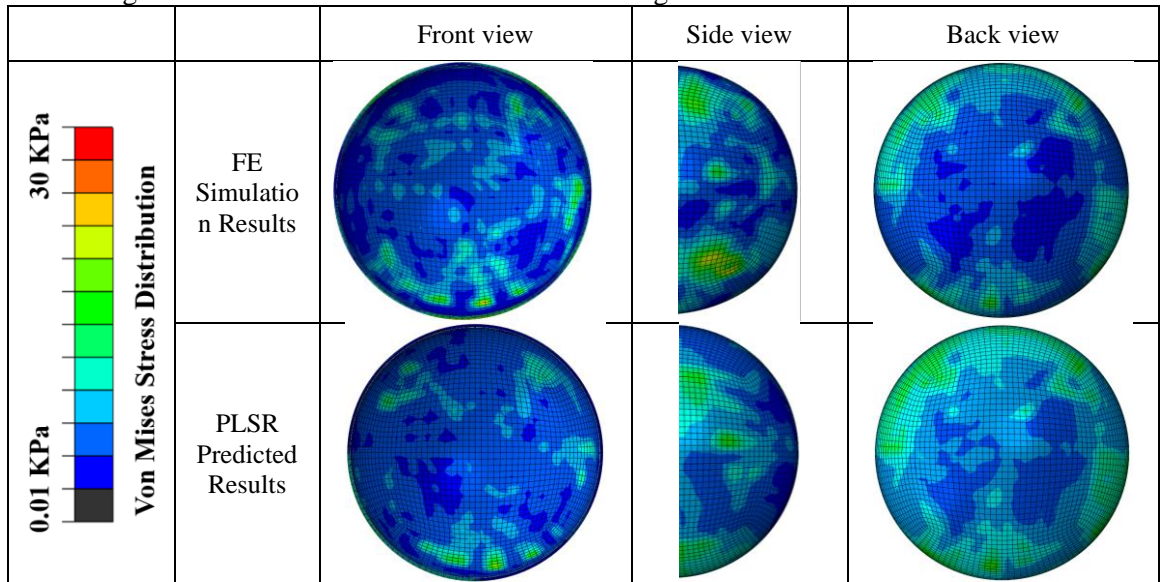 Front view
Side view
Back view
30 KPa
0.01 KPa
Von Mises Stress Distribution
FE
Simulatio
n Results
PLSR
Predicted
Results